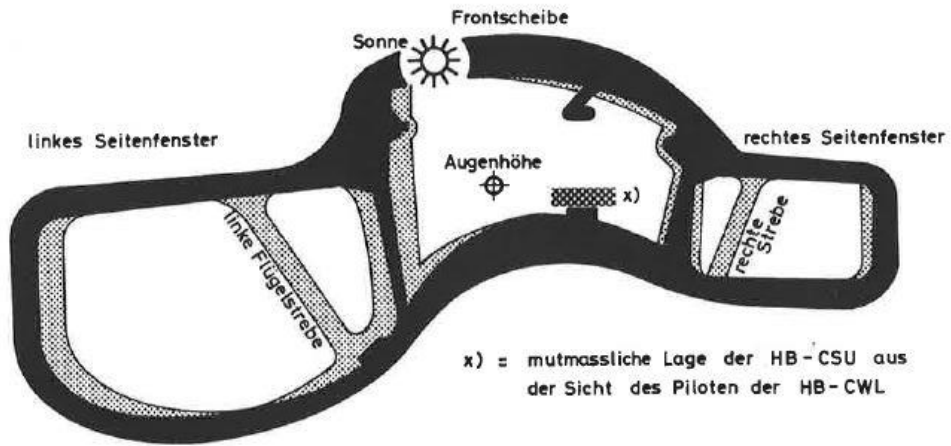 Frontscheibe
Sonne
linkes Seitenfenster
rechtes Seitenfenster
Augenhöhe
x)
linke Flügelstrebe
rechte
Strebe
x) = mutmassliche Lage der HB-CSU aus
der Sicht des Piloten der HB-CWL